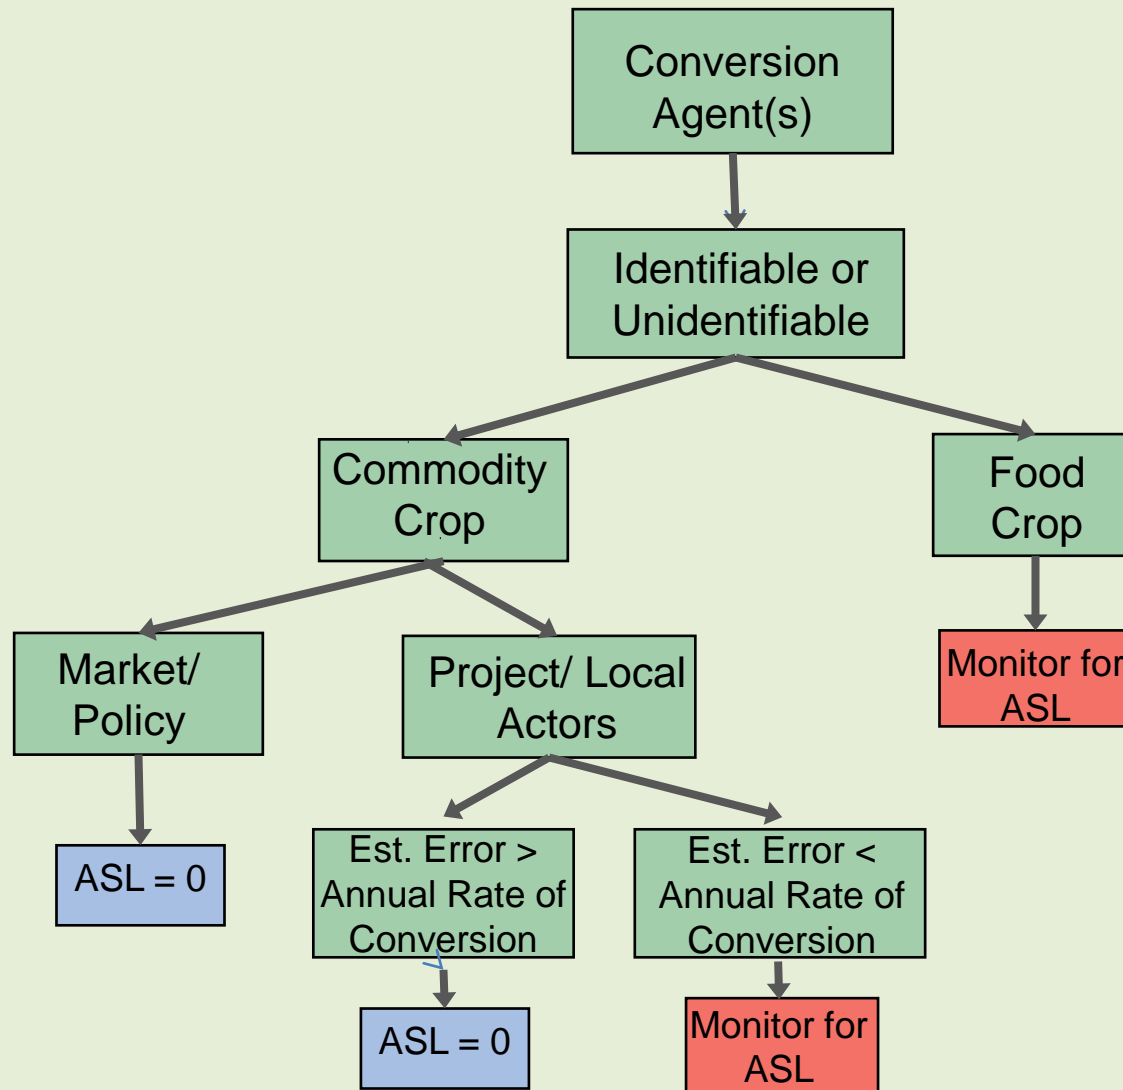 Conversion
Agent(s)
Identifiable or
Unidentifiable
Commodity
Crop
Food
Crop
Market/
Policy
Project/ Local
Actors
Monitor for
ASL
ASL = 0
Est. Error >
Annual Rate of
Conversion
Est. Error <
Annual Rate of
Conversion
ASL = 0
Monitor for
ASL